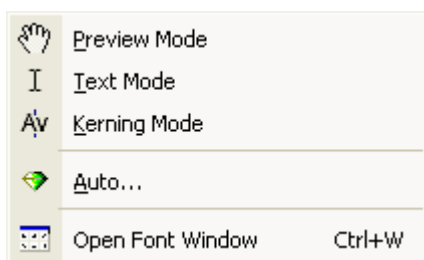 Preview Mode
Text Mode
Kerning Mode
Auto...
Open Font Window Ctrl+W